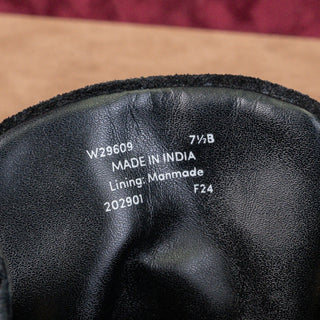 W29609 7½B
MADE IN INDIA
Lining: Manmade
202901 F24